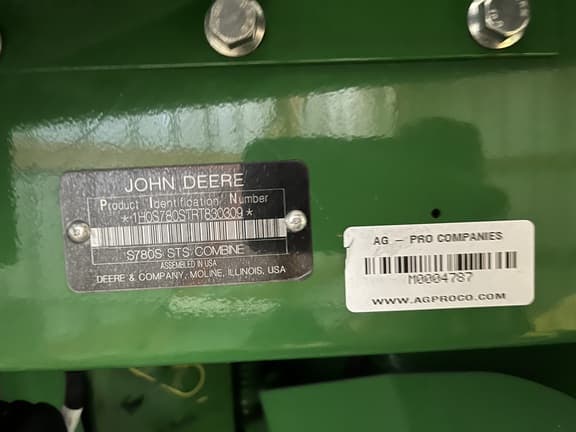 JOHN DEERE
Product Identification Number
*1H0S780STRT830309*
S780S STS COMBINE
ASSEMBLED IN USA
DEERE & COMPANY, MOLINE, ILLINOIS, USA
AG - PRO COMPANIES
M0004787
WWW.AGPROCO.COM